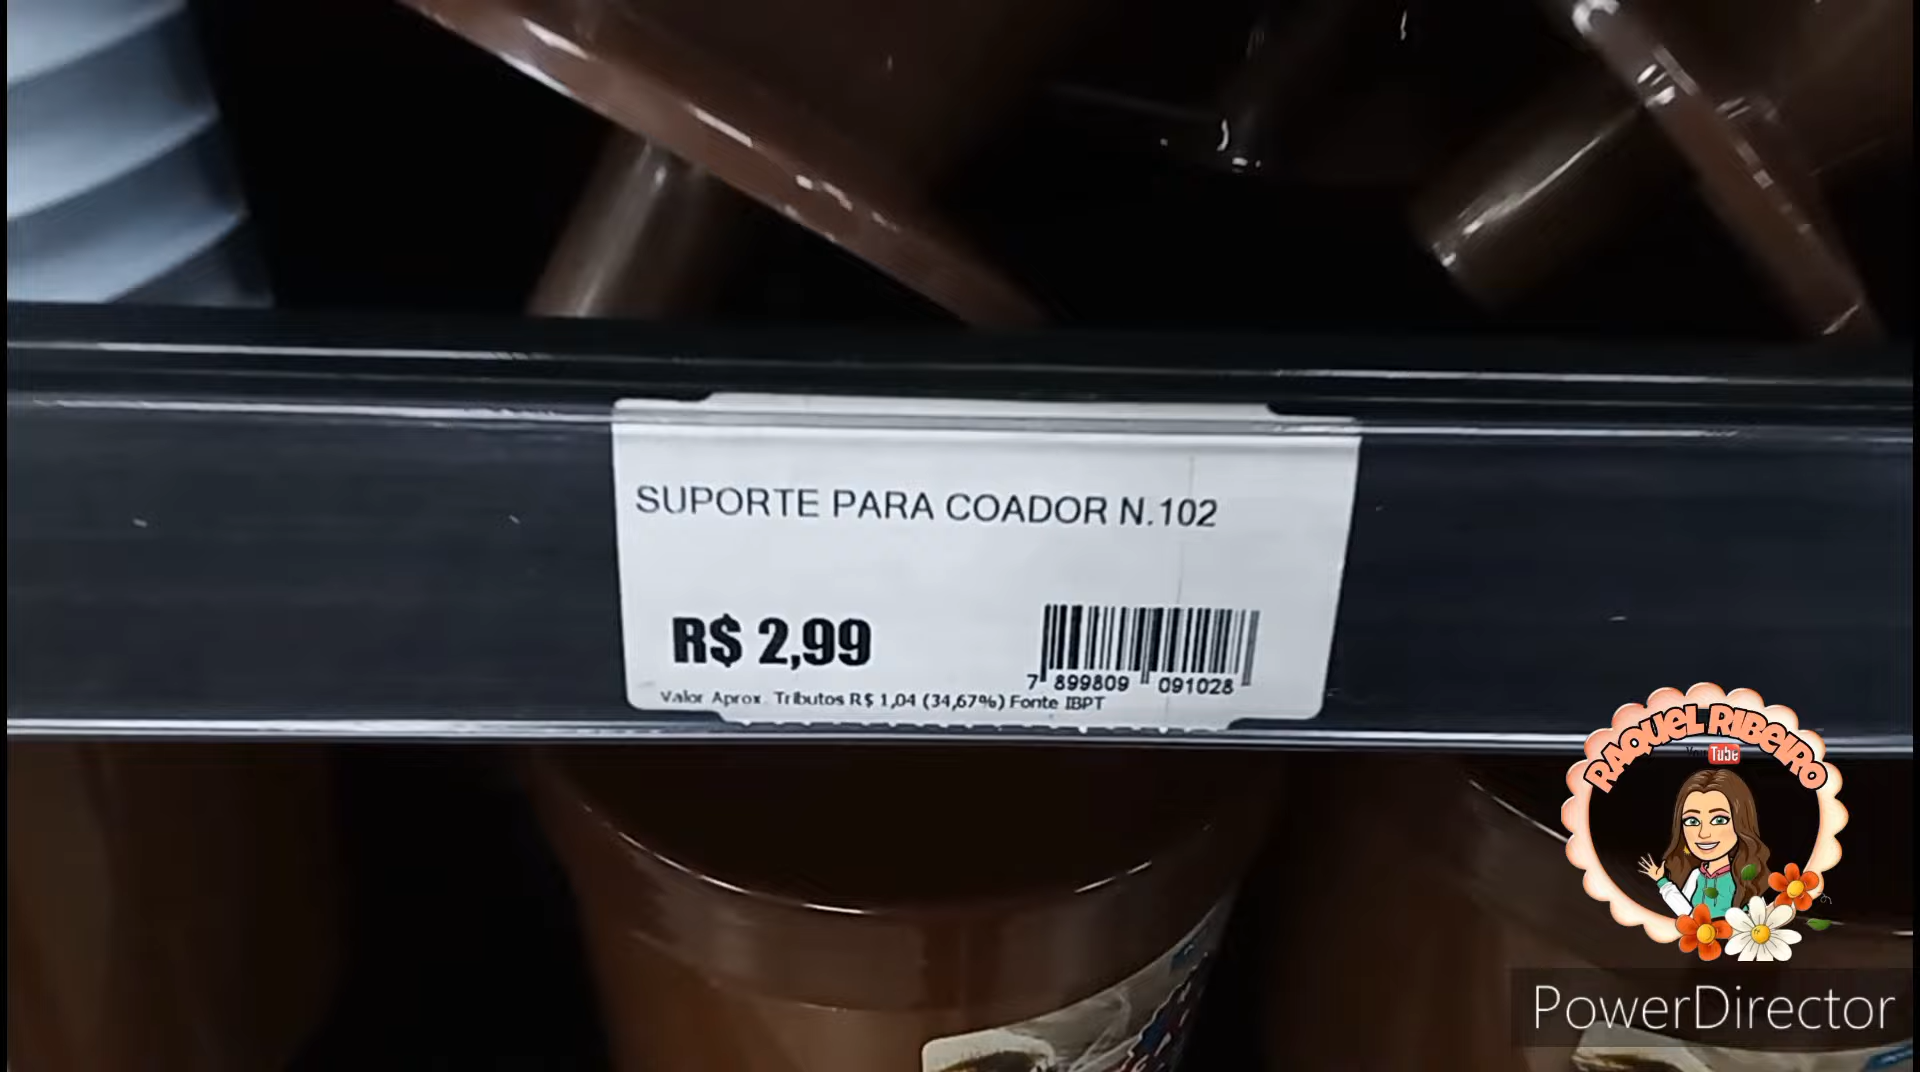 SUPORTE PARA COADOR N.102
R$ 2,99
7 899809 091028
Valor Aprox. Tributos R$ 1,04 (34,67%) Fonte IBPT
RAQUEL RIBEIRO
YouTube
PowerDirector